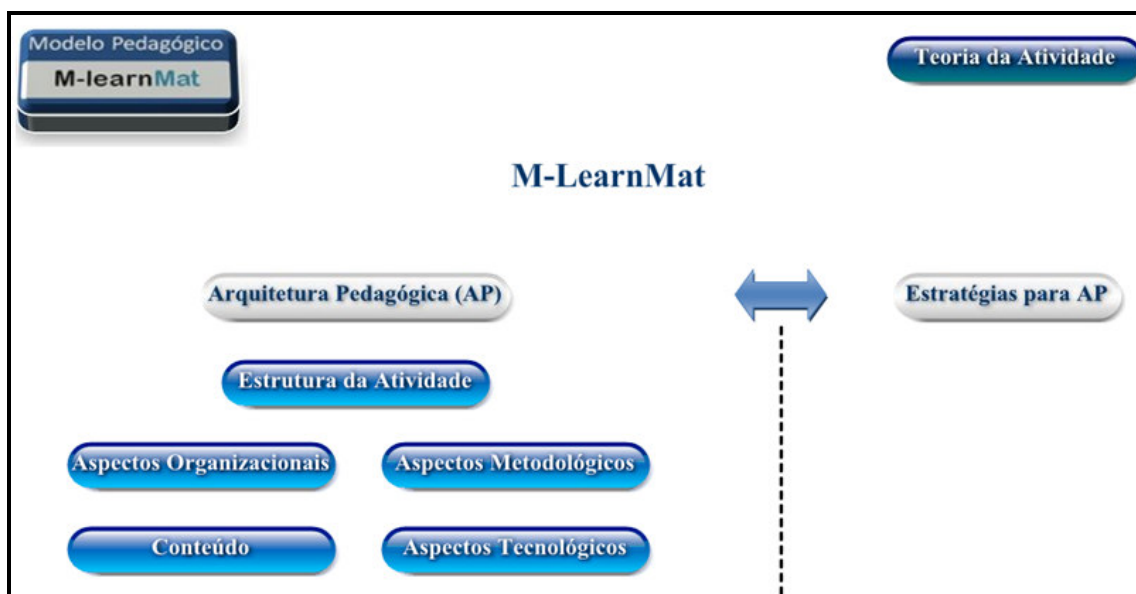 Modelo Pedagógico
M-learnMat
Teoria da Atividade
M-LearnMat
Arquitetura Pedagógica (AP)
Estratégias para AP
Estrutura da Atividade
Aspectos Organizacionais
Aspectos Metodológicos
Conteúdo
Aspectos Tecnológicos